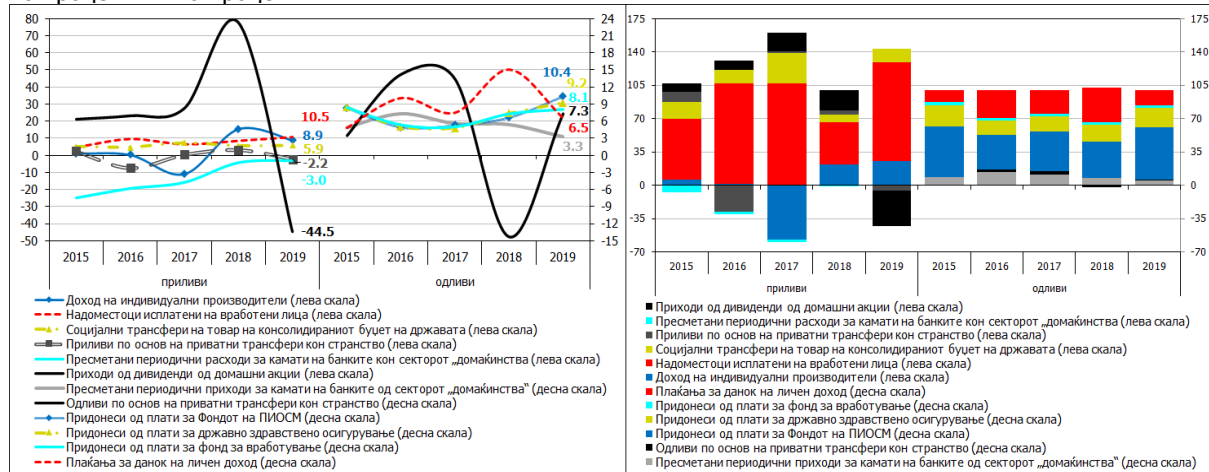 80
70
60
50
40
30
20
10
0
-10
-20
-30
-40
-50
24
21
18
15
12
9
6
3
0
-3
-6
-9
-12
-15
10.5
8.9
5.9
-2.2
-3.0
-44.5
10.4
9.2
8.1
7.3
6.5
3.3
2015 2016 2017 2018 2019 2015 2016 2017 2018 2019
приливи одливи
Доход на индивидуални производители (лева скала)
Надоместоци исплатени на вработени лица (лева скала)
Социјални трансфери на товар на консолидираниот буџет на државата (лева скала)
Приливи по основ на приватни трансфери кон странство (лева скала)
Пресметани периодични расходи за камати на банките кон секторот „домаќинства (лева скала)
Приходи од дивиденди од домашни акции (лева скала)
Пресметани периодични приходи за камати на банките од секторот „домаќинства“ (десна скала)
Одливи по основ на приватни трансфери кон странство (десна скала)
Придонеси од плати за Фондот на ПИОСМ (десна скала)
Придонеси од плати за државно здравствено осигурување (десна скала)
Придонеси од плати за фонд за вработување (десна скала)
Плаќања за данок на личен доход (десна скала)
175
140
105
70
35
0
-35
-70
175
140
105
70
35
0
-35
-70
2015 2016 2017 2018 2019 2015 2016 2017 2018 2019
приливи одливи
Приходи од дивиденди од домашни акции (лева скала)
Пресметани периодични расходи за камати на банките кон секторот „домаќинства (лева скала)
Приливи по основ на приватни трансфери кон странство (лева скала)
Социјални трансфери на товар на консолидираниот буџет на државата (лева скала)
Надоместоци исплатени на вработени лица (лева скала)
Доход на индивидуални производители (лева скала)
Плаќања за данок на личен доход (десна скала)
Придонеси од плати за фонд за вработување (десна скала)
Придонеси од плати за државно здравствено осигурување (десна скала)
Придонеси од плати за Фондот на ПИОСМ (десна скала)
Одливи по основ на приватни трансфери кон странство (десна скала)
Пресметани периодични приходи за камати на банките од секторот „домаќинства“ (десна скала)